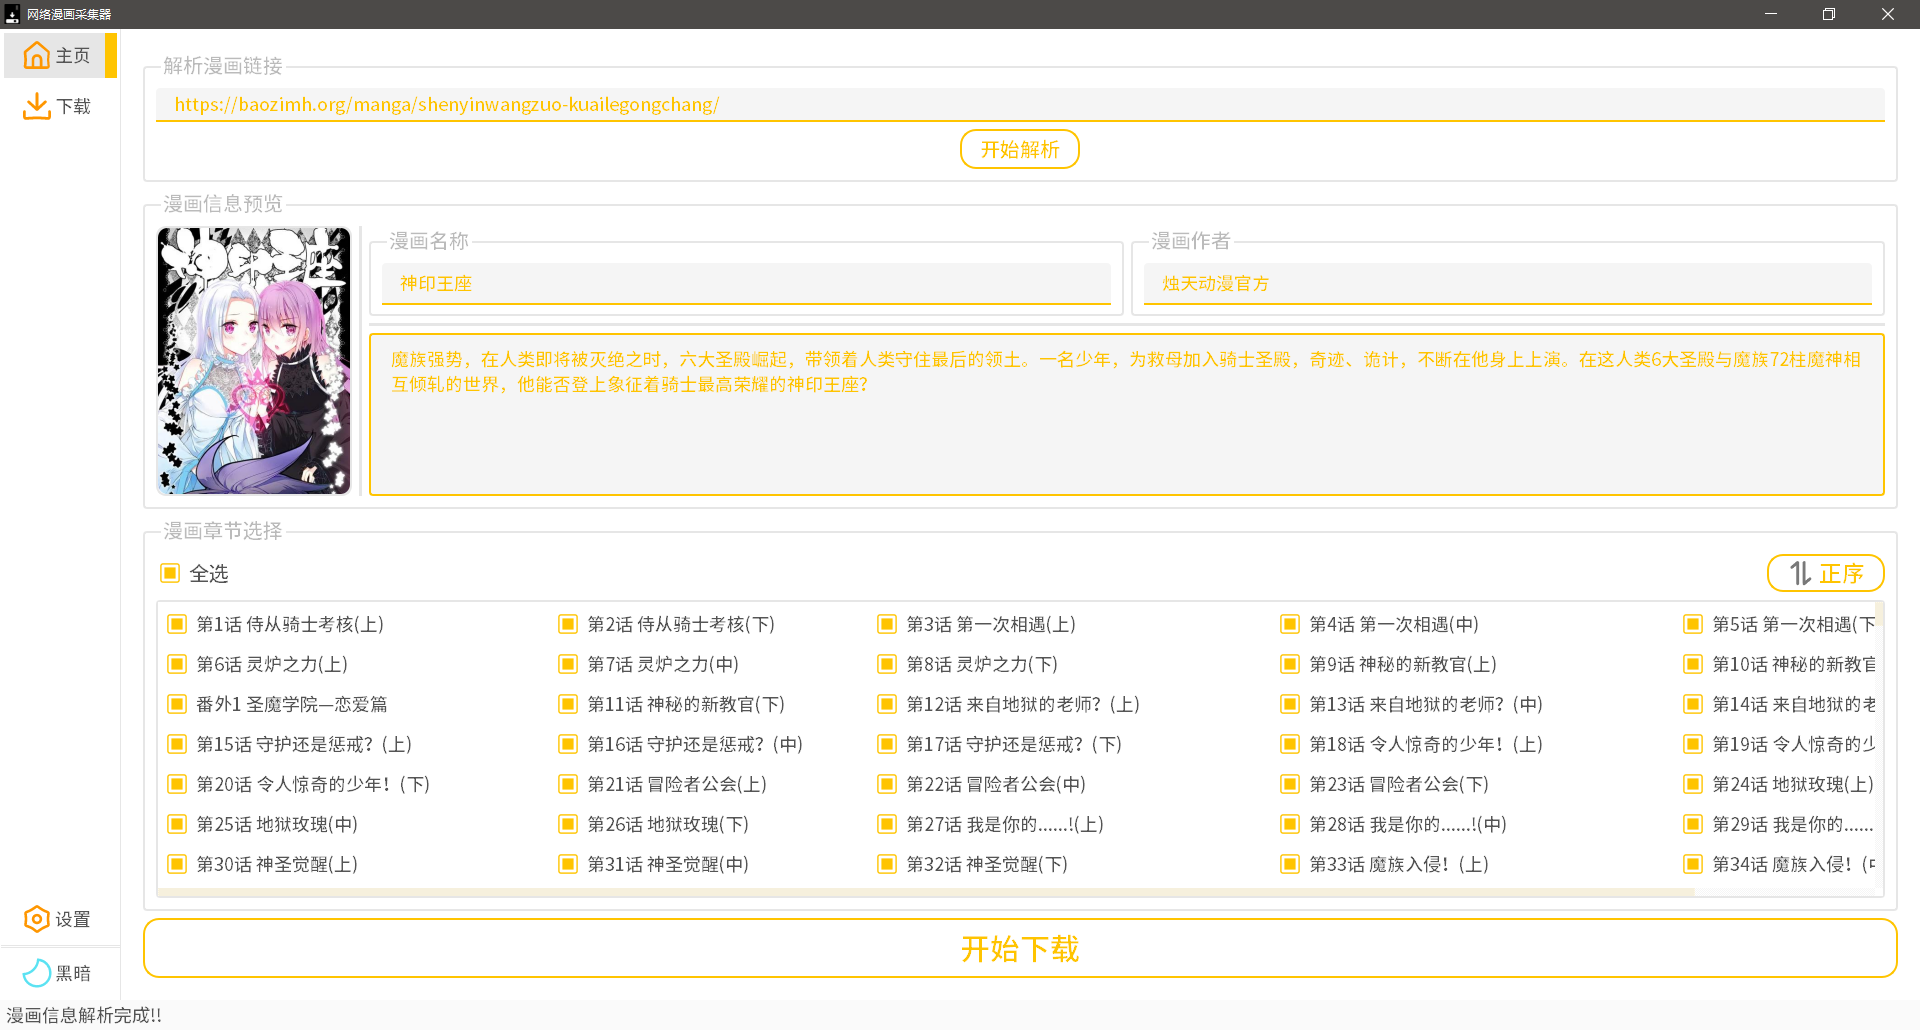 网络漫画采集器
主页
下载
设置
黑暗
解析漫画链接
https://baozimh.org/manga/shenyinwangzuo-kuailegongchang/
开始解析
漫画信息预览
神印王座
漫画名称
神印王座
漫画作者
烛天动漫官方
魔族强势，在人类即将被灭绝之时，六大圣殿崛起，带领着人类守住最后的领土。一名少年，为救母加入骑士圣殿，奇迹、诡计，不断在他身上上演。在这人类6大圣殿与魔族72柱魔神相
互倾轧的世界，他能否登上象征着骑士最高荣耀的神印王座？
漫画章节选择
全选
正序
第1话 侍从骑士考核(上) 第2话 侍从骑士考核(下) 第3话 第一次相遇(上) 第4话 第一次相遇(中) 第5话 第一次相遇(下
第6话 灵炉之力(上) 第7话 灵炉之力(中) 第8话 灵炉之力(下) 第9话 神秘的新教官(上) 第10话 神秘的新教官
番外1 圣魔学院—恋爱篇 第11话 神秘的新教官(下) 第12话 来自地狱的老师？(上) 第13话 来自地狱的老师？(中) 第14话 来自地狱的老
第15话 守护还是惩戒？(上) 第16话 守护还是惩戒？(中) 第17话 守护还是惩戒？(下) 第18话 令人惊奇的少年！(上) 第19话 令人惊奇的少
第20话 令人惊奇的少年！(下) 第21话 冒险者公会(上) 第22话 冒险者公会(中) 第23话 冒险者公会(下) 第24话 地狱玫瑰(上)
第25话 地狱玫瑰(中) 第26话 地狱玫瑰(下) 第27话 我是你的......!(上) 第28话 我是你的......!(中) 第29话 我是你的......
第30话 神圣觉醒(上) 第31话 神圣觉醒(中) 第32话 神圣觉醒(下) 第33话 魔族入侵！(上) 第34话 魔族入侵！(中
开始下载
漫画信息解析完成!!